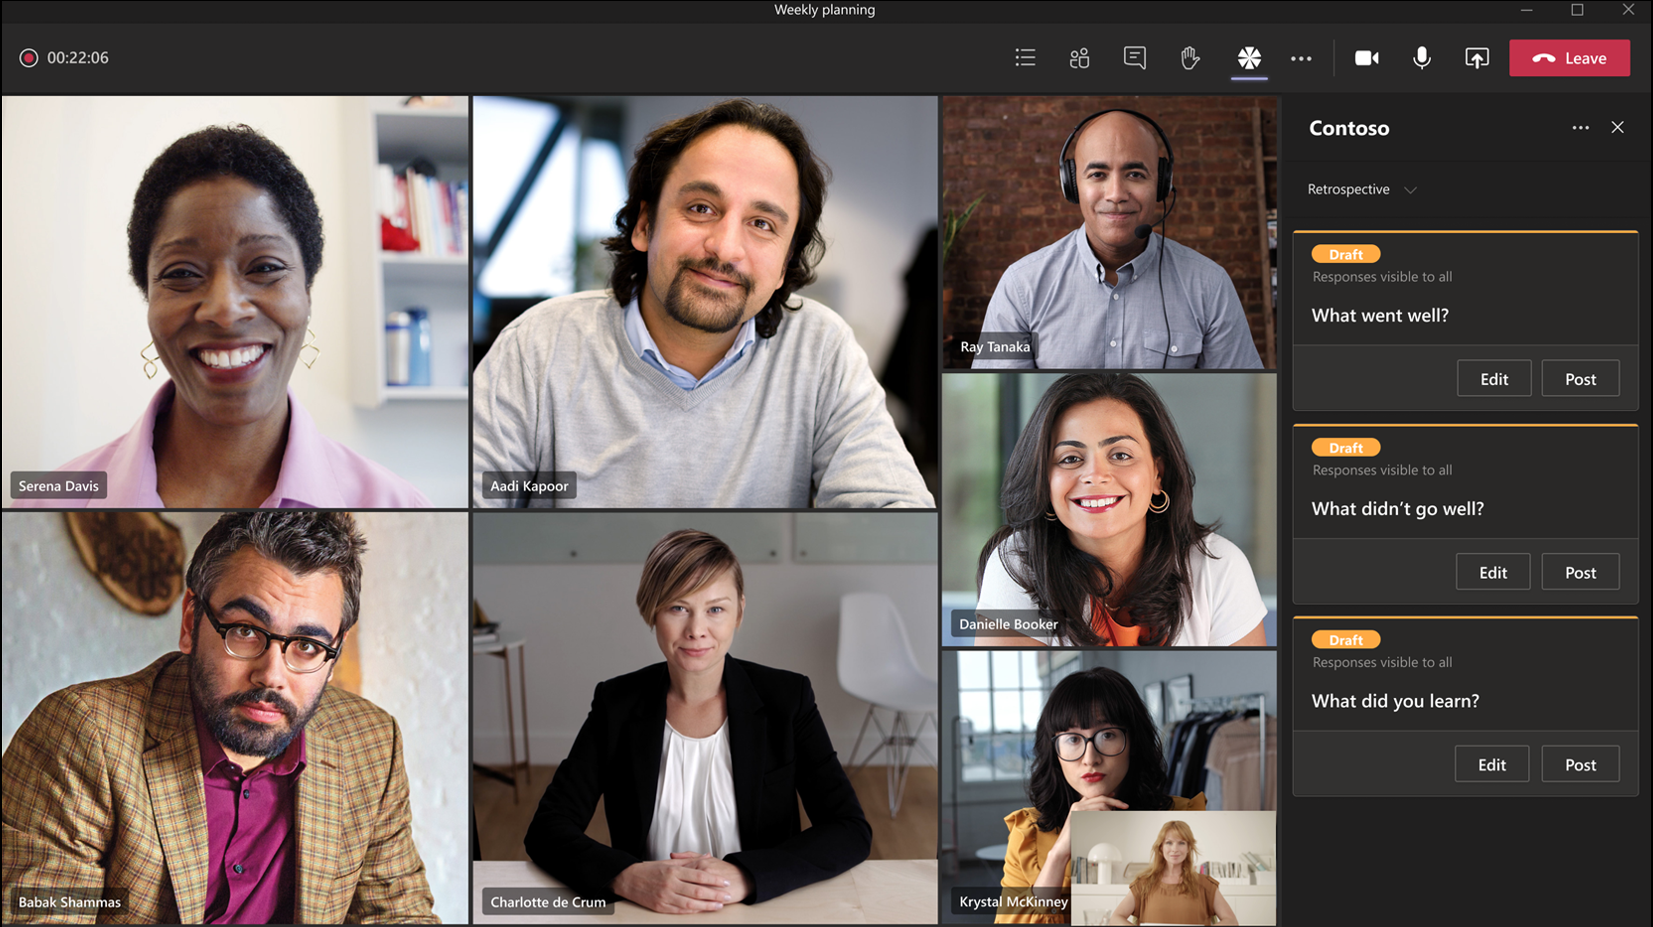 Weekly planning
00:22:06
Leave
Contoso
Retrospective
Draft
Responses visible to all
What went well?
Edit
Post
Draft
Responses visible to all
What didn’t go well?
Edit
Post
Draft
Responses visible to all
What did you learn?
Edit
Post
Serena Davis
Aadi Kapoor
Ray Tanaka
Danielle Booker
Babak Shammas
Charlotte de Crum
Krystal McKinney